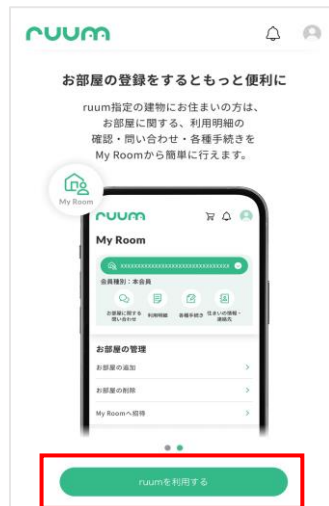 ruum
お部屋の登録をするともっと便利に
ruum指定の建物にお住まいの方は、
お部屋に関する、利用明細の
確認・問い合わせ・各種手続きを
My Roomから簡単に行えます。
My Room
ruum
My Room
xxxxxxxxxxxxxxxxxxxxxxxxxxxxxx
会員種別：本会員
お部屋に関する
問い合わせ
利用明細
各種手続き
住まいの情報・
連絡先
お部屋の管理
お部屋の追加
お部屋の削除
My Roomへ招待
ruumを利用する